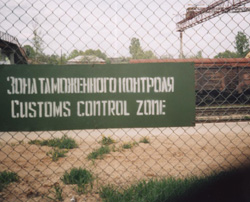 ЗОНА ТАМОЖЕННОГО КОНТРОЛЯ
CUSTOMS CONTROL ZONE